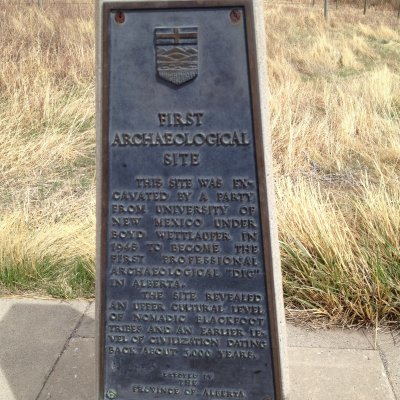 FIRST
ARCHAEOLOGICAL
SITE
THIS SITE WAS EX-
CAVATED BY A PARTY
FROM UNIVERSITY OF
NEW MEXICO UNDER
BOYD WETTLAUFER IN
1948 TO BECOME THE
FIRST PROFESSIONAL
ARCHAEOLOGICAL "DIG"
IN ALBERTA.
THE SITE REVEALED
AN UPPER CULTURAL LEVEL
OF NOMADIC BLACKFOOT
TRIBES AND AN EARLIER LE-
VEL OF CIVILIZATION DATING
BACK ABOUT 3,000 YEARS.
ERECTED BY
THE
PROVINCE OF ALBERTA